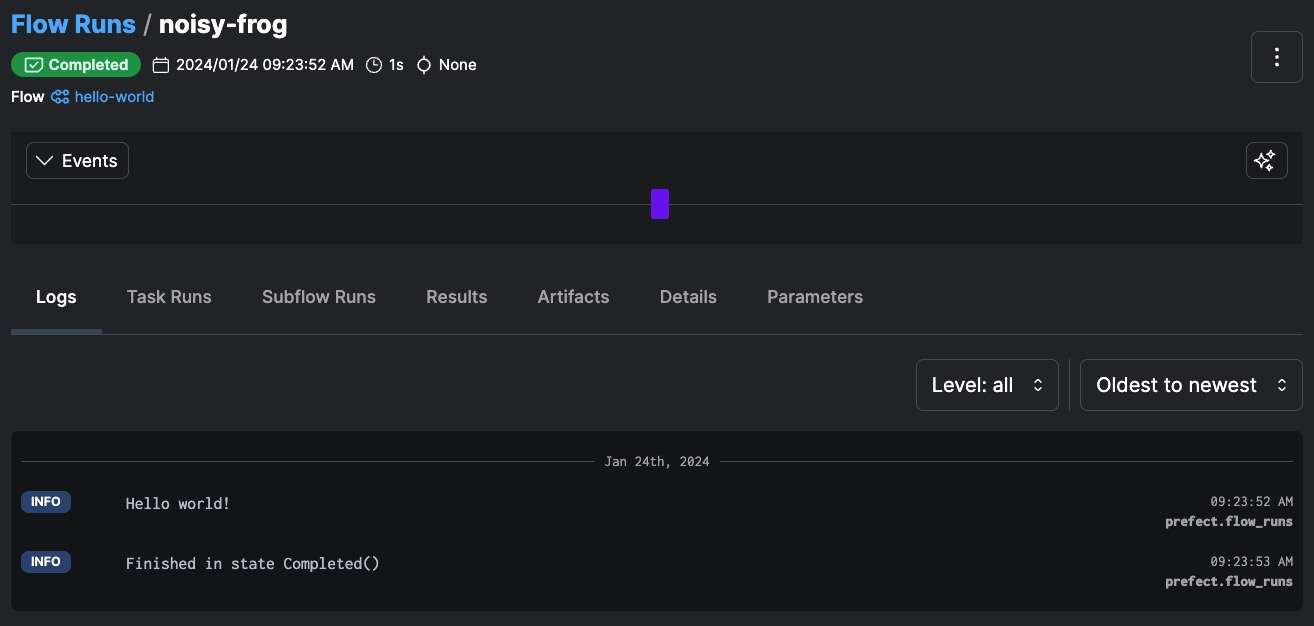 Flow Runs / noisy-frog
Completed 2024/01/24 09:23:52 AM 1s None
Flow hello-world
Events
Logs Task Runs Subflow Runs Results Artifacts Details Parameters
Level: all Oldest to newest
Jan 24th, 2024
INFO Hello world! 09:23:52 AM
prefect.flow_runs
INFO Finished in state Completed() 09:23:53 AM
prefect.flow_runs